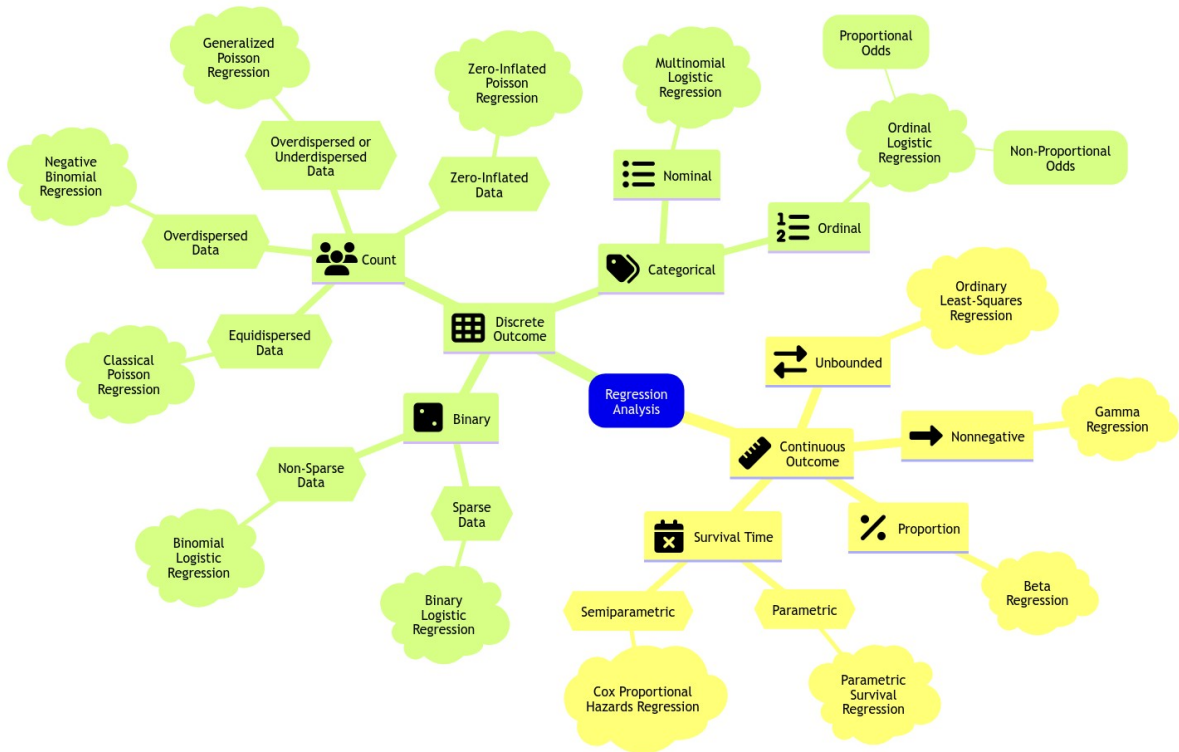 Generalized
Poisson
Regression
Zero-Inflated
Poisson
Regression
Multinomial
Logistic
Regression
Proportional
Odds
Ordinal
Logistic
Regression
Non-Proportional
Odds
Negative
Binomial
Regression
Overdispersed or
Underdispersed
Data
Zero-Inflated
Data
Nominal
Overdispersed
Data
Count
Categorical
1
2
Ordinal
Ordinary
Least-Squares
Regression
Equidispersed
Data
Discrete
Outcome
Classical
Poisson
Regression
Unbounded
Regression
Analysis
Binary
Continuous
Outcome
Nonnegative
Gamma
Regression
Non-Sparse
Data
Sparse
Data
Survival Time
Proportion
Binomial
Logistic
Regression
Binary
Logistic
Regression
Semiparametric
Parametric
Beta
Regression
Cox Proportional
Hazards Regression
Parametric
Survival
Regression